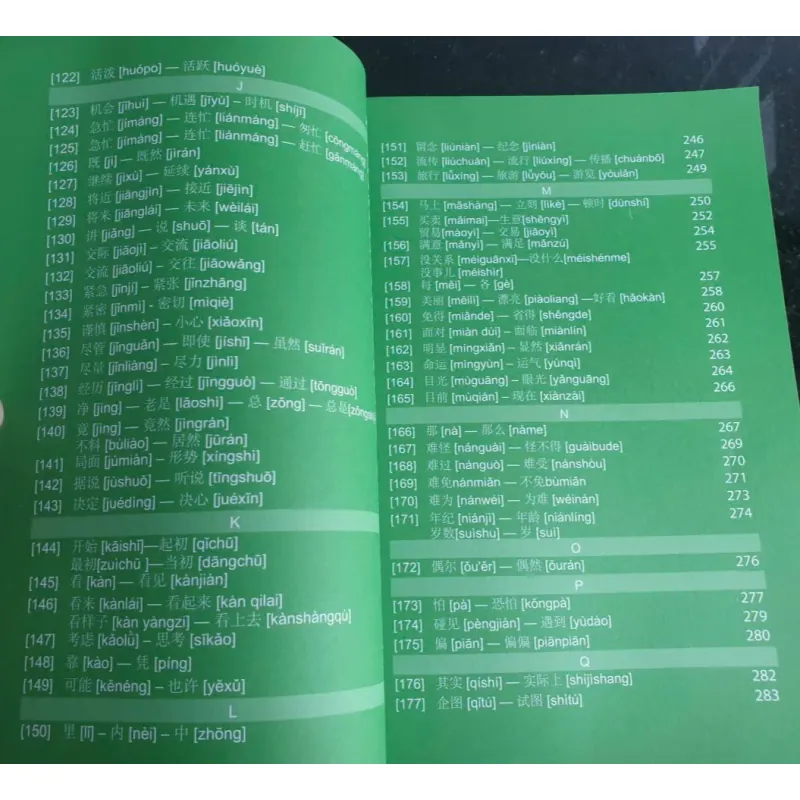 [122] 活泼 [huópo] — 活跃 [huóyuè]
J
[123] 机会 [jīhuì] — 机遇 [jīyù] – 时机 [shíjī]
[124] 急忙 [jímáng] — 连忙 [liánmáng] — 匆忙 [cōngmáng]
[125] 急忙 [jímáng] — 连忙 [liánmáng] — 赶忙 [gǎnmáng]
[126] 既 [jì] – 既然 [jìrán]
[127] 继续 [jìxù] — 延续 [yánxù]
[128] 将近 [jiāngjìn] — 接近 [jiējìn]
[129] 将来 [jiānglái] — 未来 [wèilái]
[130] 讲 [jiǎng] — 说 [shuō] — 谈 [tán]
[131] 交际 [jiāojì] – 交流 [jiāoliú]
[132] 交流 [jiāoliú] – 交往 [jiāowǎng]
[133] 紧急 [jǐnjí] – 紧张 [jǐnzhāng]
[134] 紧密 [jǐnmì] - 密切 [mìqiè]
[135] 谨慎 [jǐnshèn] – 小心 [xiǎoxīn]
[136] 尽管 [jǐnguǎn] — 即使 [jíshǐ] — 虽然 [suīrán]
[137] 尽量 [jǐnliàng] – 尽力 [jìnlì]
[138] 经历 [jīnglì] — 经过 [jīngguò] — 通过 [tōngguò]
[139] 净 [jìng] — 老是 [lǎoshì] — 总 [zǒng] — 总是
[140] 竟 [jìng] — 竟然 [jìngrán]
不料 [bùliào] — 居然 [jūrán]
[141] 局面 [júmiàn] – 形势 [xíngshì]
[142] 据说 [jùshuō] — 听说 [tīngshuō]
[143] 决定 [juédìng] – 决心 [juéxīn]
K
[144] 开始 [kāishǐ]—起初 [qǐchū]
最初[zuìchū] —当初 [dāngchū]
[145] 看 [kàn] — 看见 [kànjiàn]
[146] 看来 [kànlái] — 看起来 [kàn qilai]
看样子 [kàn yàngzi] — 看上去 [kànshàngqù]
[147] 考虑 [kǎolǜ] – 思考 [sīkǎo]
[148] 靠 [kào] — 凭 [píng]
[149] 可能 [kěnéng] – 也许 [yěxǔ]
L
[150] 里 [lǐ] – 内 [nèi] – 中 [zhōng]
[151] 留念 [liúniàn] — 纪念 [jìniàn] 246
[152] 流传 [liúchuán] — 流行 [liúxíng] — 传播 [chuánbō] 247
[153] 旅行 [lǚxíng] — 旅游 [lǚyóu] — 游览 [yóulǎn] 249
M
[154] 马上 [mǎshàng] — 立刻 [lìkè] — 顿时 [dùnshí] 250
[155] 买卖 [mǎimai]—生意[shēngyì] 252
贸易[màoyì] — 交易 [jiāoyì] 254
[156] 满意 [mǎnyì] — 满足 [mǎnzú] 255
[157] 没关系 [méiguānxi]—没什么[méishénme]
没事儿 [méishìr] 257
[158] 每 [měi] — 各 [gè] 258
[159] 美丽 [měilì] — 漂亮 [piàoliang] —好看 [hǎokàn] 260
[160] 免得 [miǎnde] — 省得 [shěngde] 261
[161] 面对 [miàn duì] – 面临 [miànlín] 262
[162] 明显 [míngxiǎn] – 显然 [xiǎnrán] 263
[163] 命运 [mìngyùn] – 运气 [yùnqì] 264
[164] 目光 [mùguāng] – 眼光 [yǎnguāng] 266
[165] 目前 [mùqián] – 现在 [xiànzài]
N
[166] 那 [nà] — 那么 [nàme] 267
[167] 难怪 [nánguài] — 怪不得 [guàibude] 269
[168] 难过 [nánguò] — 难受 [nánshòu] 270
[169] 难免nánmiǎn — 不免bùmiǎn 271
[170] 难为 [nánwéi] — 为难 [wéinán] 273
[171] 年纪 [niánjì] — 年龄 [niánlíng] 274
岁数[suìshu] — 岁 [suì]
O
[172] 偶尔 [ǒu'ěr] – 偶然 [ǒurán] 276
P
[173] 怕 [pà] — 恐怕 [kǒngpà] 277
[174] 碰见 [pèngjiàn] — 遇到 [yùdào] 279
[175] 偏 [piān] — 偏偏 [piānpiān] 280
Q
[176] 其实 [qíshí] — 实际上 [shíjìshang] 282
[177] 企图 [qǐtú] — 试图 [shìtú] 283